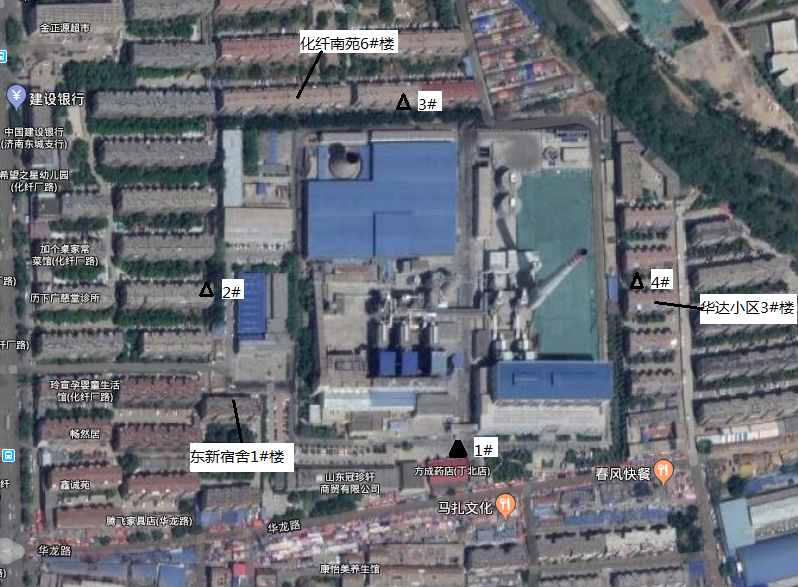 金正源超市
化纤南苑6#楼
建设银行
3#
中国建设银行
(济南东城支行)
希望之星幼儿园
(化纤厂路)
加个桌家常
菜馆(化纤厂路)
路)
2#
4#
历下广慈堂诊所
华达小区3#楼
纤厂路)
玲宣孕婴童生活
馆(化纤厂路)
畅然居
东新宿舍1#楼
1#
方成药店(丁北店)
春风快餐
鑫诚苑
纤
山东冠珍轩
商贸有限公司
马扎文化
腾飞家具店(华龙路)
华龙路
华龙路
康怡美养生馆
路)